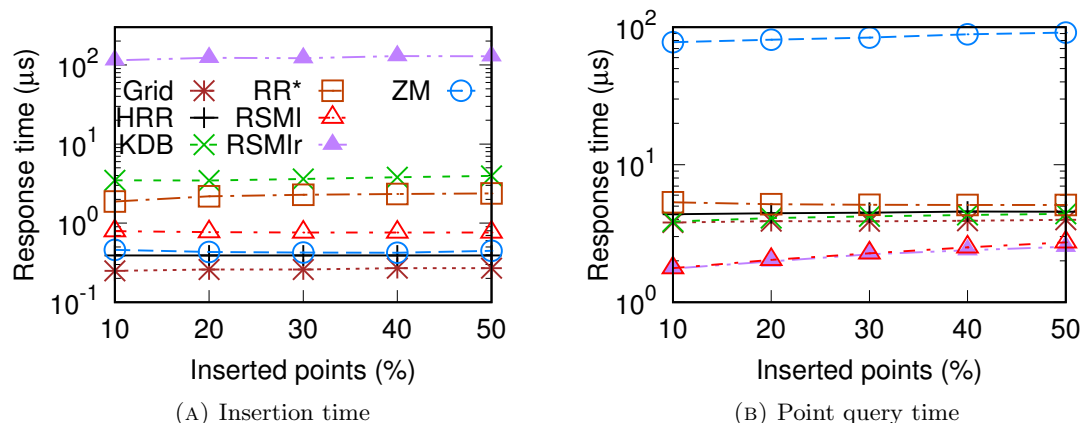 Response time (µs)
10^2
10^1
10^0
10^-1
Grid
HRR
KDB
RR*
RSMI
RSMIr
ZM
10 20 30 40 50
Inserted points (%)
(A) Insertion time
Response time (µs)
10^2
10^1
10^0
10 20 30 40 50
Inserted points (%)
(B) Point query time